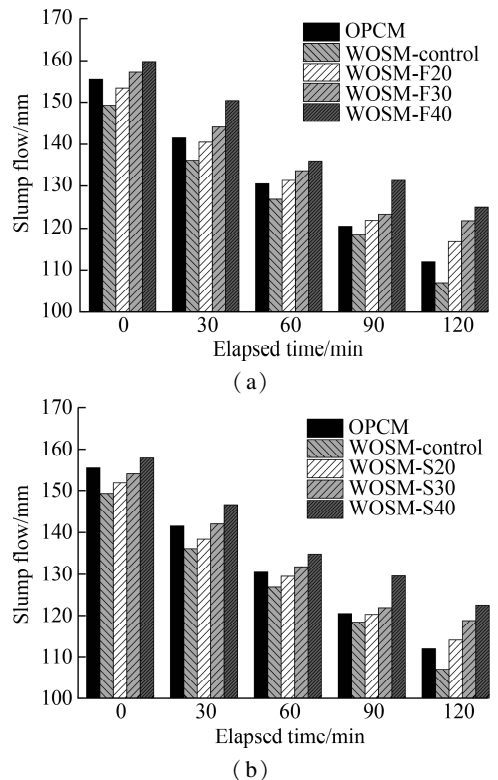 170
160
150
140
130
120
110
100
Slump flow/mm
OPCM
WOSM-control
WOSM-F20
WOSM-F30
WOSM-F40
0 30 60 90 120
Elapsed time/min
(a)
170
160
150
140
130
120
110
100
Slump flow/mm
OPCM
WOSM-control
WOSM-S20
WOSM-S30
WOSM-S40
0 30 60 90 120
Elapsed time/min
(b)